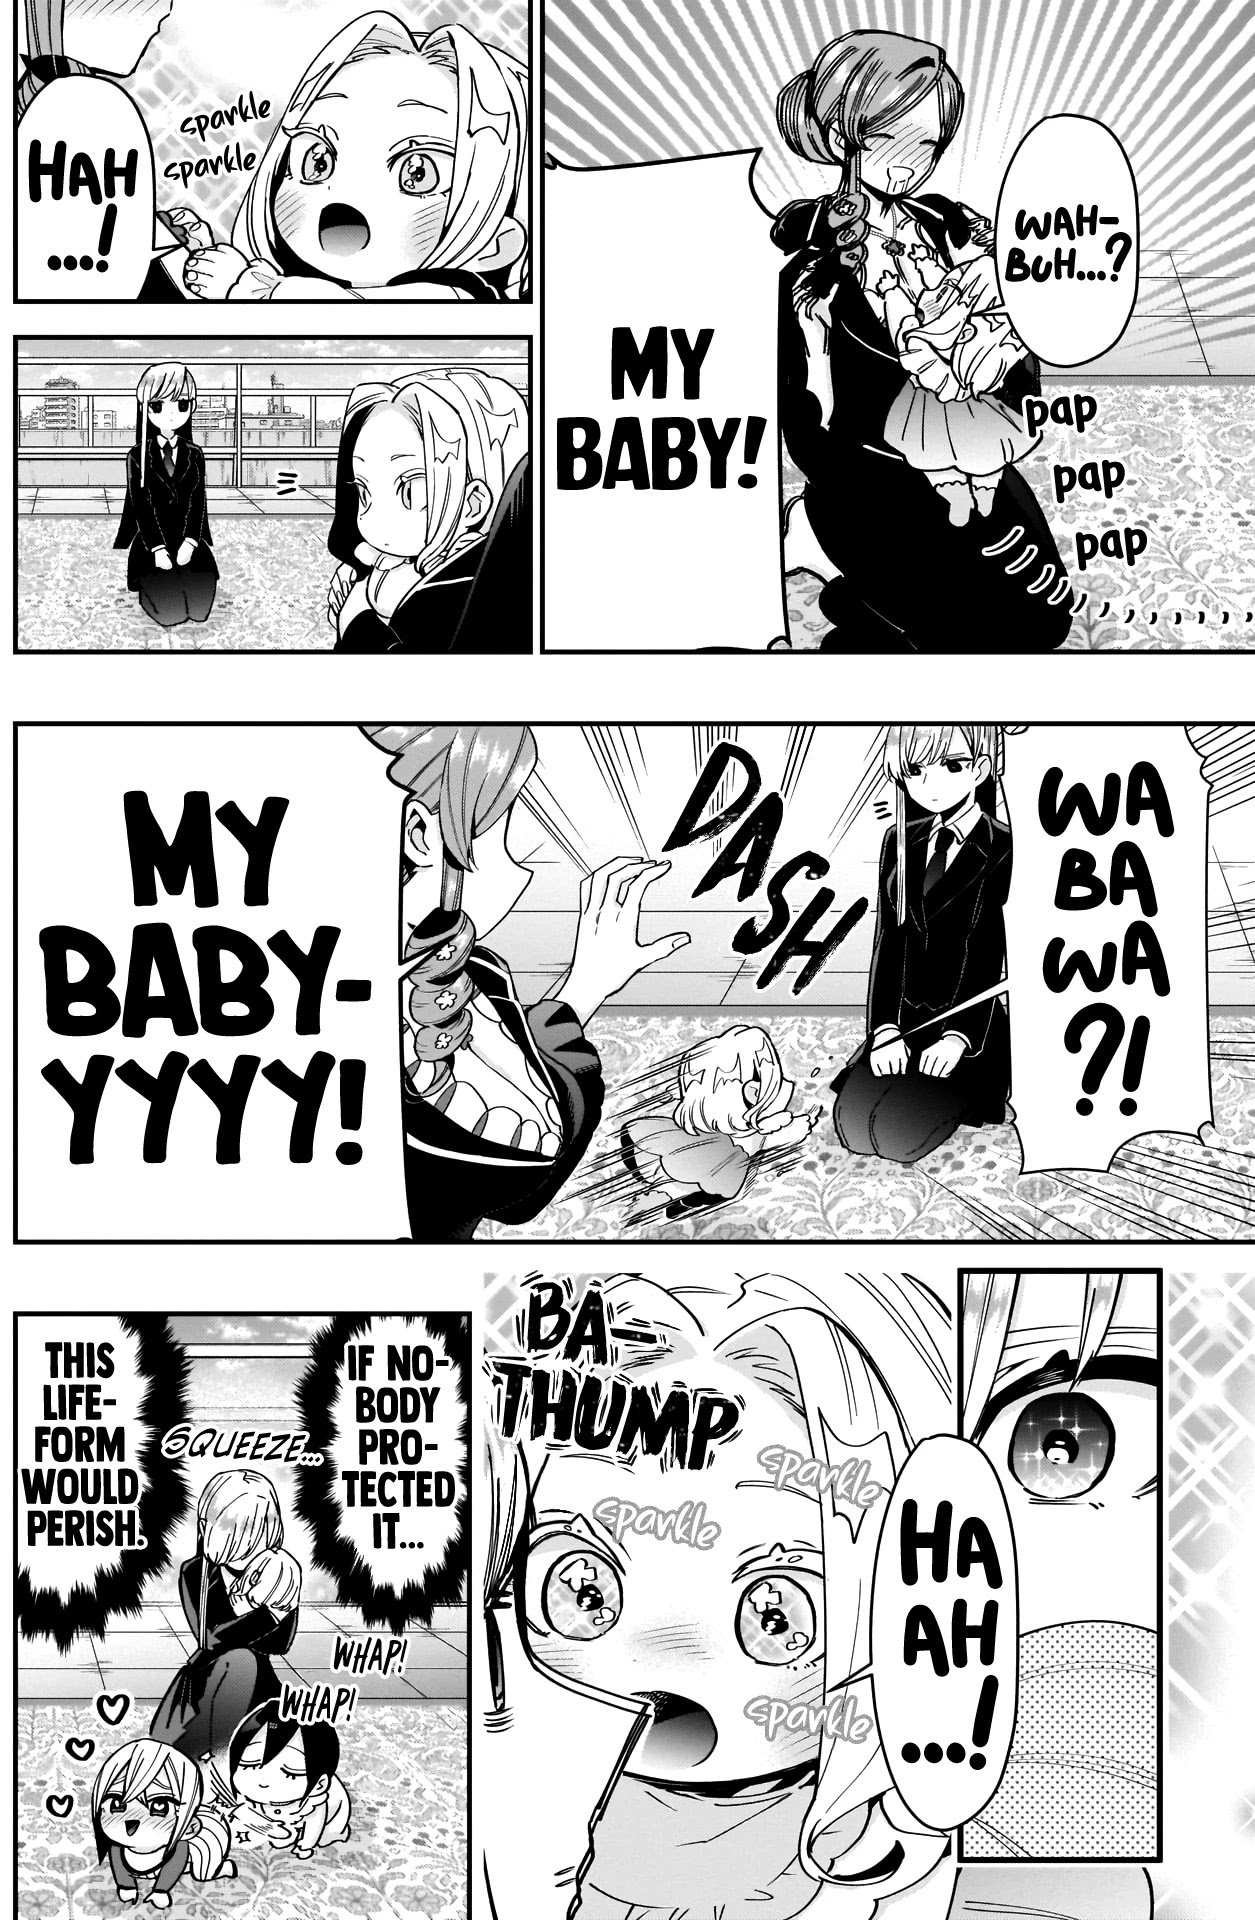 WAH-
BUH...?
MY
BABY!
pap
pap
pap
sparkle
sparkle
HAH
...!
WA
BA
WA
?!
DASH
MY
BABY-
YYYY!
HA
AH
...!
BA-
THUMP
sparkle
sparkle
sparkle
IF NO-
BODY
PRO-
TECTED
IT...
SQUEEZE...
THIS
LIFE-
FORM
WOULD
PERISH.
WHAP!
WHAP!